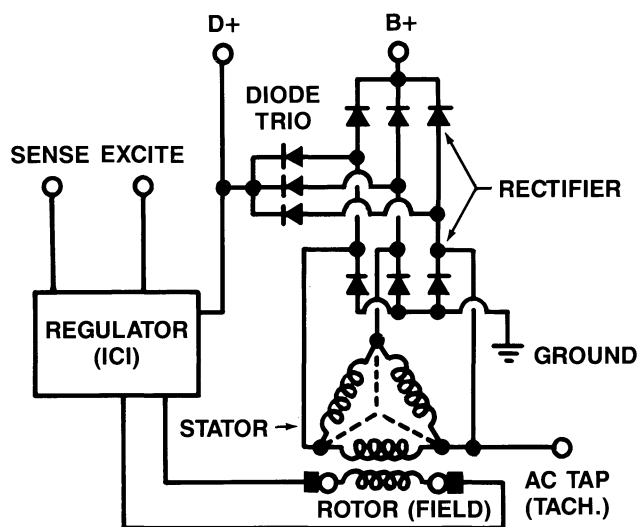 D+
B+
DIODE
TRIO
SENSE EXCITE
RECTIFIER
REGULATOR
(ICI)
GROUND
STATOR
AC TAP
(TACH.)
ROTOR (FIELD)